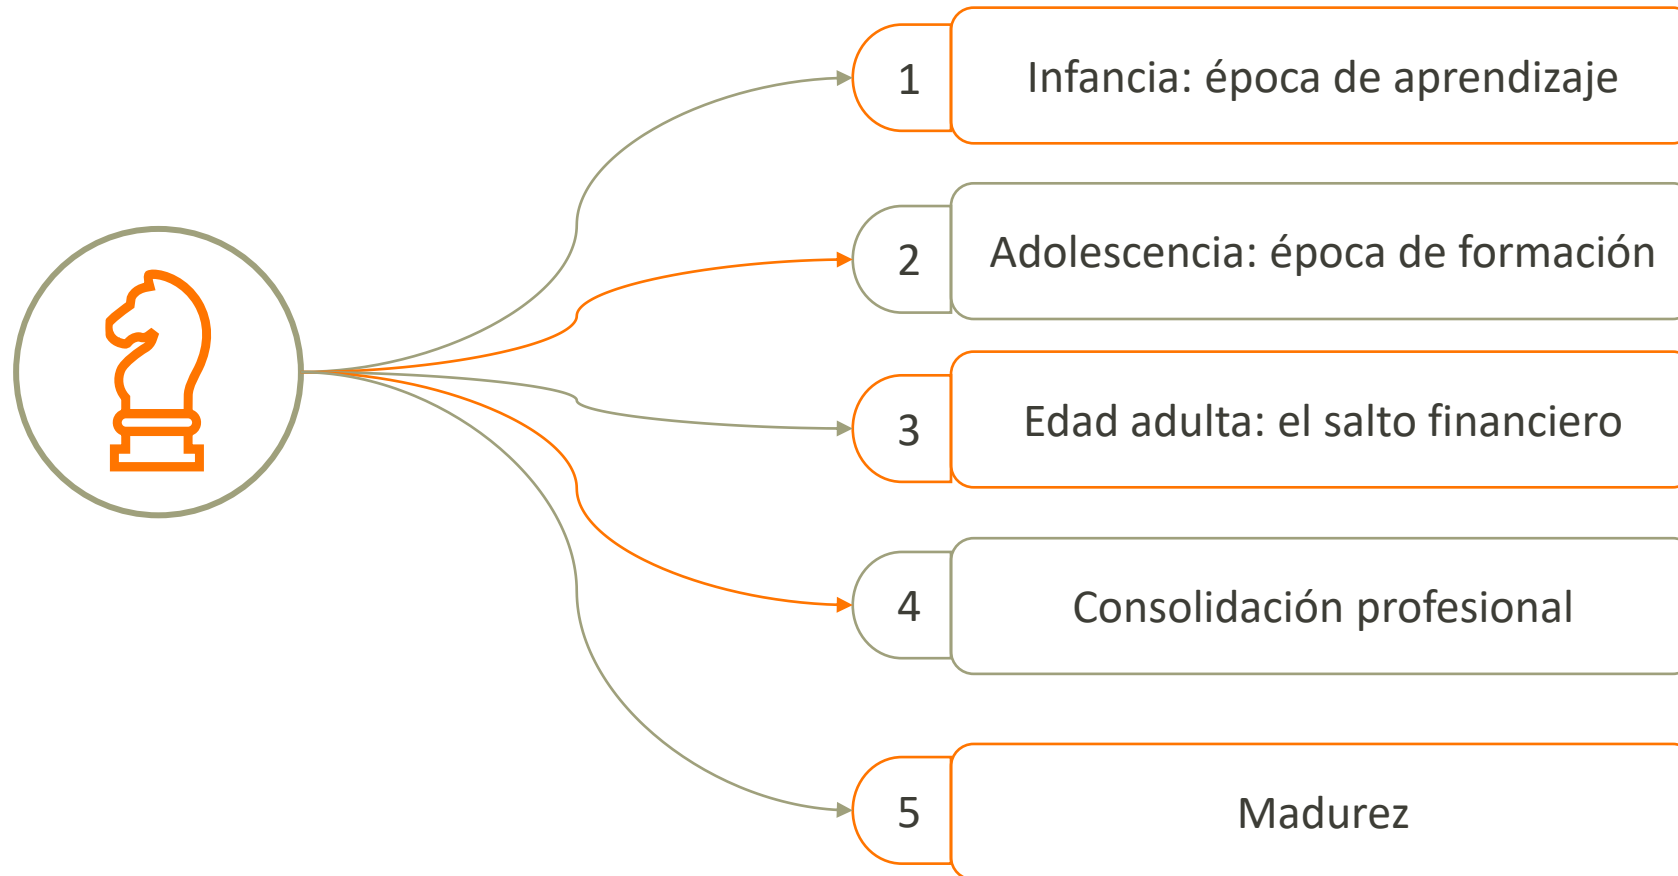 1
Infancia: época de aprendizaje
2
Adolescencia: época de formación
3
Edad adulta: el salto financiero
4
Consolidación profesional
5
Madurez